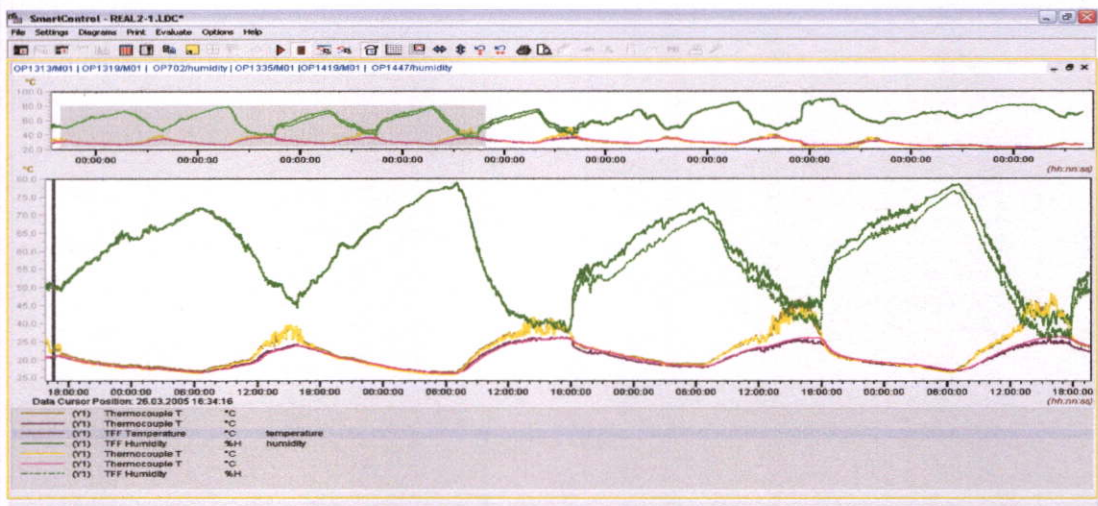 SmartControl - REAL2-1.LDC*
File Settings Diagrams Print Evaluate Options Help
OP1313/M01 | OP1319/M01 | OP702/humidity | OP1335/M01 |OP1419/M01 | OP1447/humidity
°C
100.0
80.0
60.0
40.0
20.0
00:00:00 00:00:00 00:00:00 00:00:00 00:00:00 00:00:00 00:00:00 00:00:00 00:00:00 00:00:00
(hh:nn:ss)
°C
80.0
75.0
70.0
65.0
60.0
55.0
50.0
45.0
40.0
35.0
30.0
25.0
18:00:00 00:00:00 06:00:00 12:00:00 18:00:00 00:00:00 06:00:00 12:00:00 18:00:00 00:00:00 06:00:00 12:00:00 18:00:00 00:00:00 06:00:00 12:00:00 18:00:00
Data Cursor Position: 26.03.2005 16:34:16
(hh:nn:ss)
(Y1) Thermocouple T °C
(Y1) Thermocouple T °C
(Y1) TFF Temperature °C temperature
(Y1) TFF Humidity %H humidity
(Y1) Thermocouple T °C
(Y1) Thermocouple T °C
(Y1) TFF Humidity %H